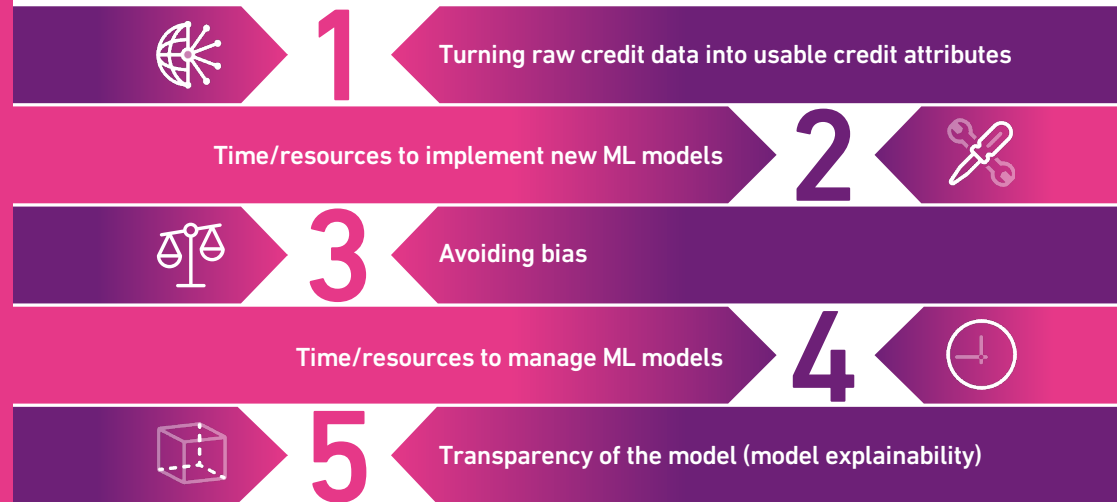 1
Turning raw credit data into usable credit attributes
Time/resources to implement new ML models
2
3
Avoiding bias
Time/resources to manage ML models
4
5
Transparency of the model (model explainability)